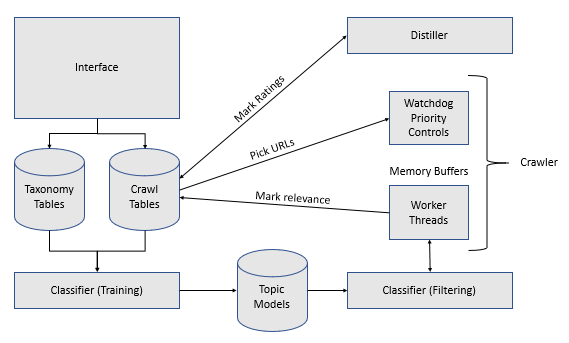 Interface
Distiller
Mark Ratings
Watchdog
Priority
Controls
Pick URLs
Crawler
Memory Buffers
Taxonomy
Tables
Crawl
Tables
Mark relevance
Worker
Threads
Classifier (Training)
Topic
Models
Classifier (Filtering)